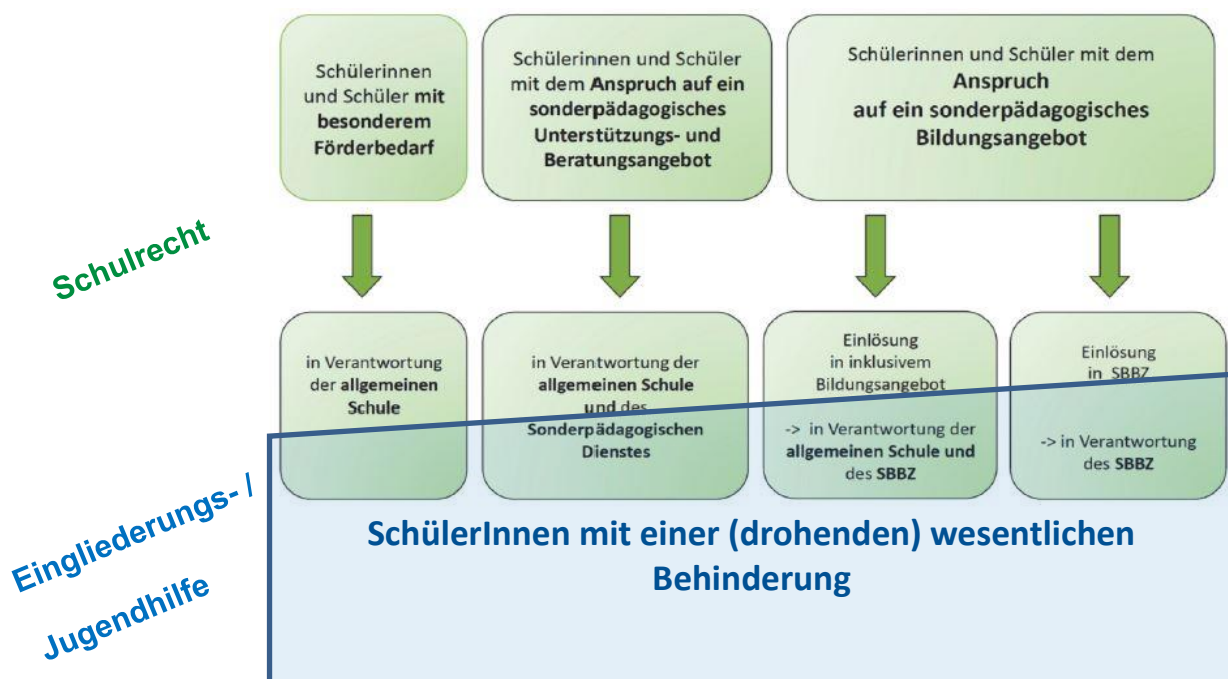 Schülerinnen
und Schüler mit
besonderem
Förderbedarf
Schülerinnen und Schüler
mit dem Anspruch auf ein
sonderpädagogisches
Unterstützungs- und
Beratungsangebot
Schülerinnen und Schüler mit dem
Anspruch
auf ein sonderpädagogisches
Bildungsangebot
Schulrecht
in Verantwortung
der allgemeinen
Schule
in Verantwortung der
allgemeinen Schule
und des
Sonderpädagogischen
Dienstes
Einlösung
in inklusivem
Bildungsangebot
-> in Verantwortung der
allgemeinen Schule und
des SBBZ
Einlösung
in SBBZ
-> in Verantwortung
des SBBZ
Eingliederungs- /
Jugendhilfe
SchülerInnen mit einer (drohenden) wesentlichen
Behinderung